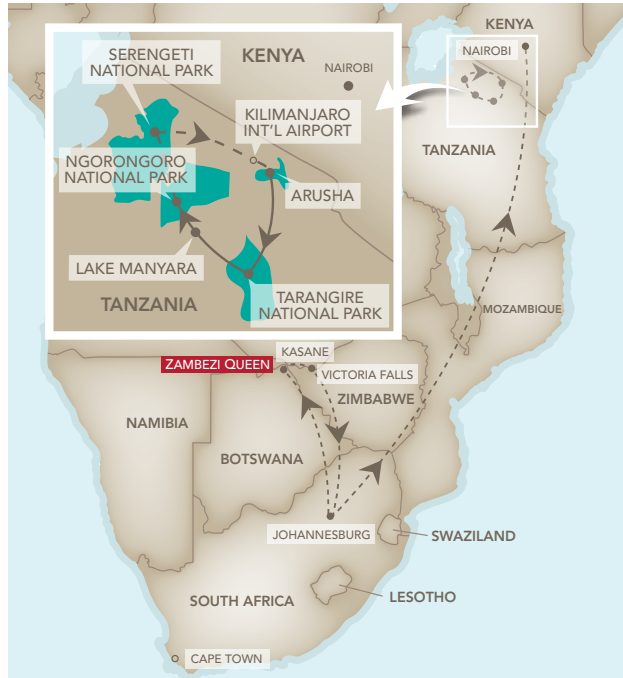 KENYA
NAIROBI
SERENGETI
NATIONAL PARK
KENYA
NAIROBI
KILIMANJARO
INT'L AIRPORT
NGORONGORO
NATIONAL PARK
ARUSHA
LAKE MANYARA
TANZANIA
TARANGIRE
NATIONAL PARK
TANZANIA
MOZAMBIQUE
KASANE
ZAMBEZI QUEEN
VICTORIA FALLS
ZIMBABWE
NAMIBIA
BOTSWANA
JOHANNESBURG
SWAZILAND
LESOTHO
SOUTH AFRICA
CAPE TOWN